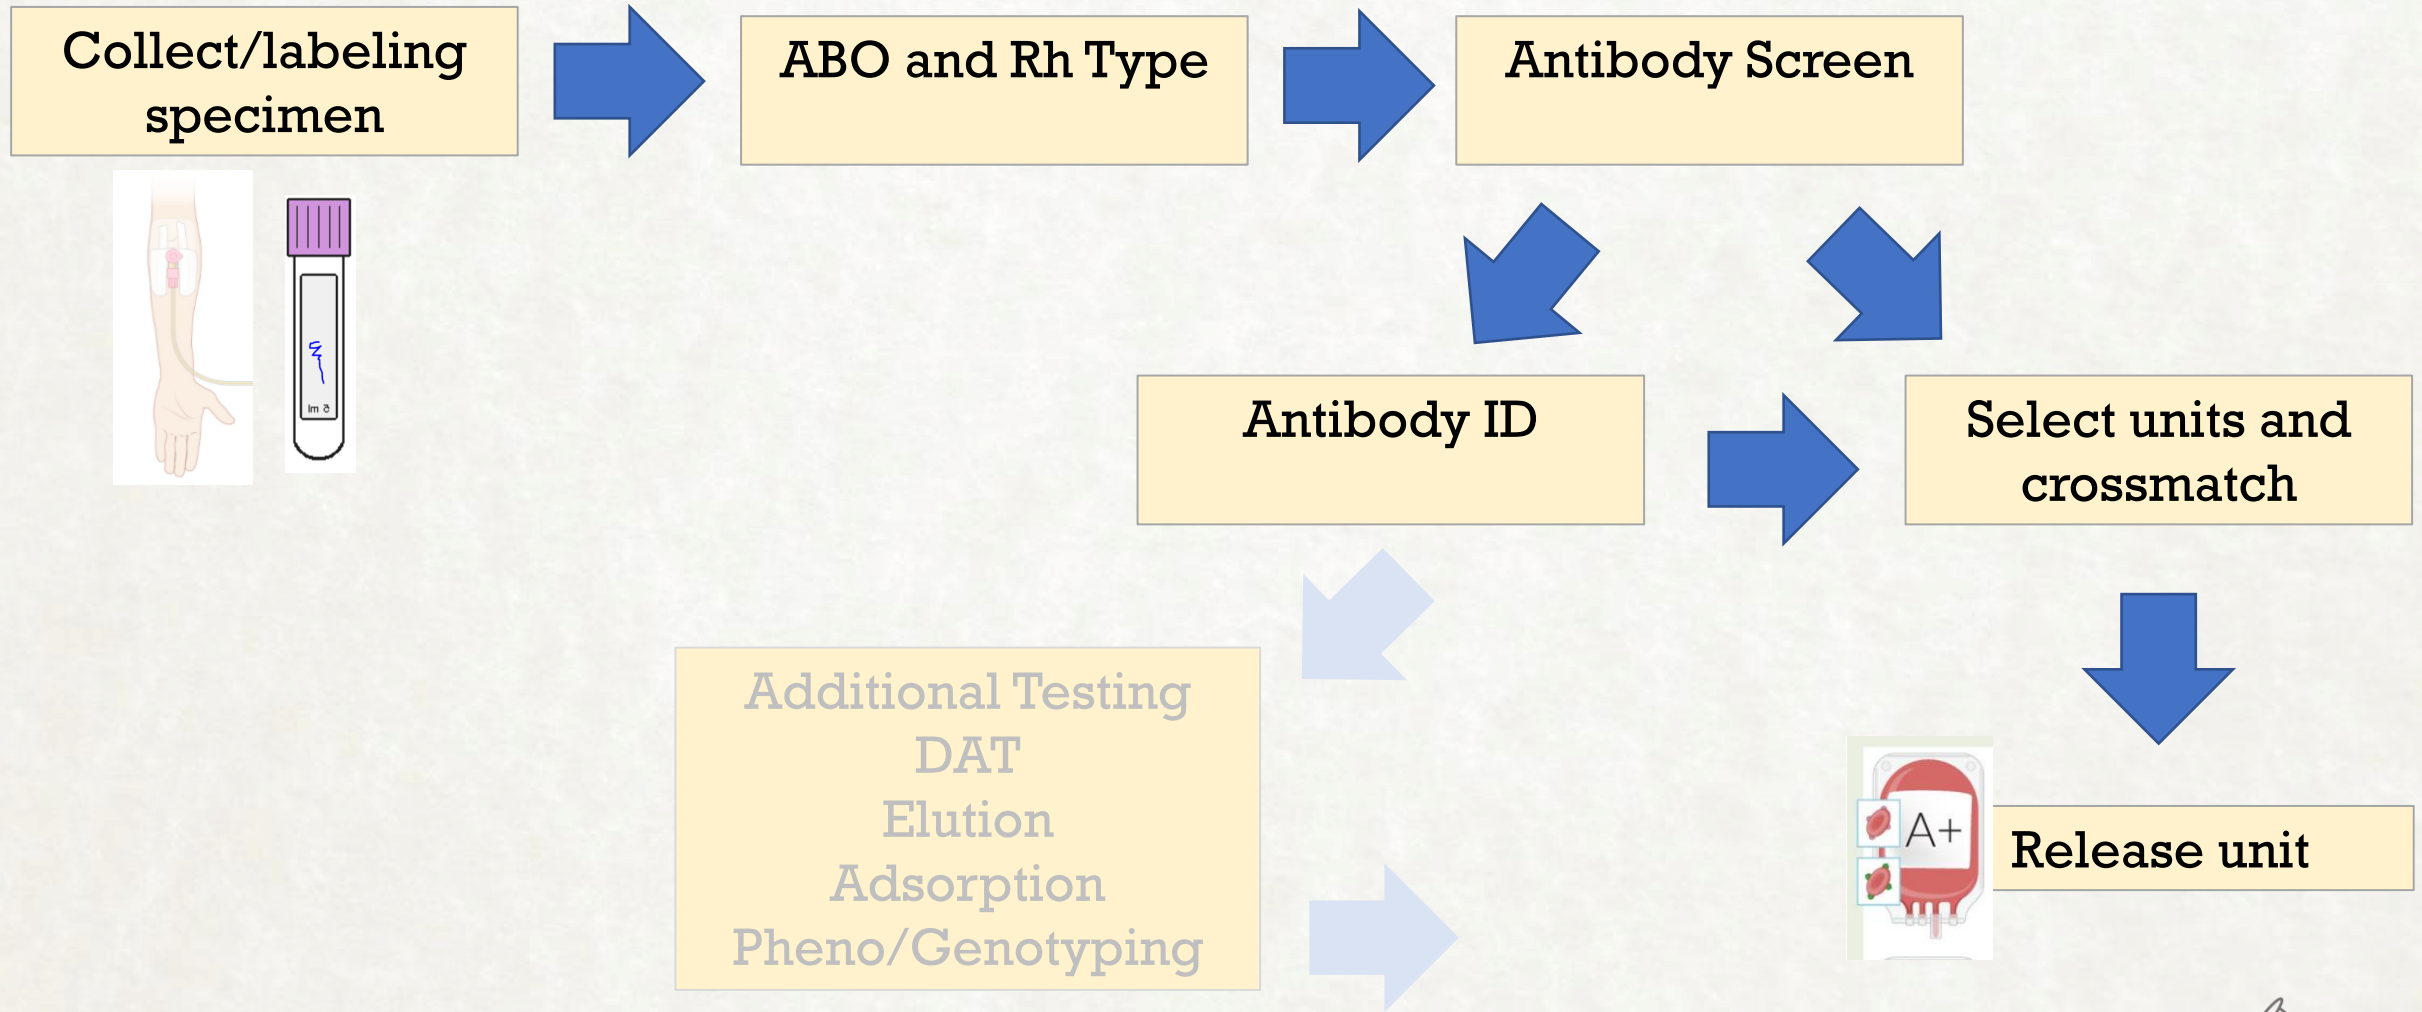 Collect/labeling
specimen
ABO and Rh Type
Antibody Screen
Antibody ID
Select units and
crossmatch
Additional Testing
DAT
Elution
Adsorption
Pheno/Genotyping
A+
Release unit